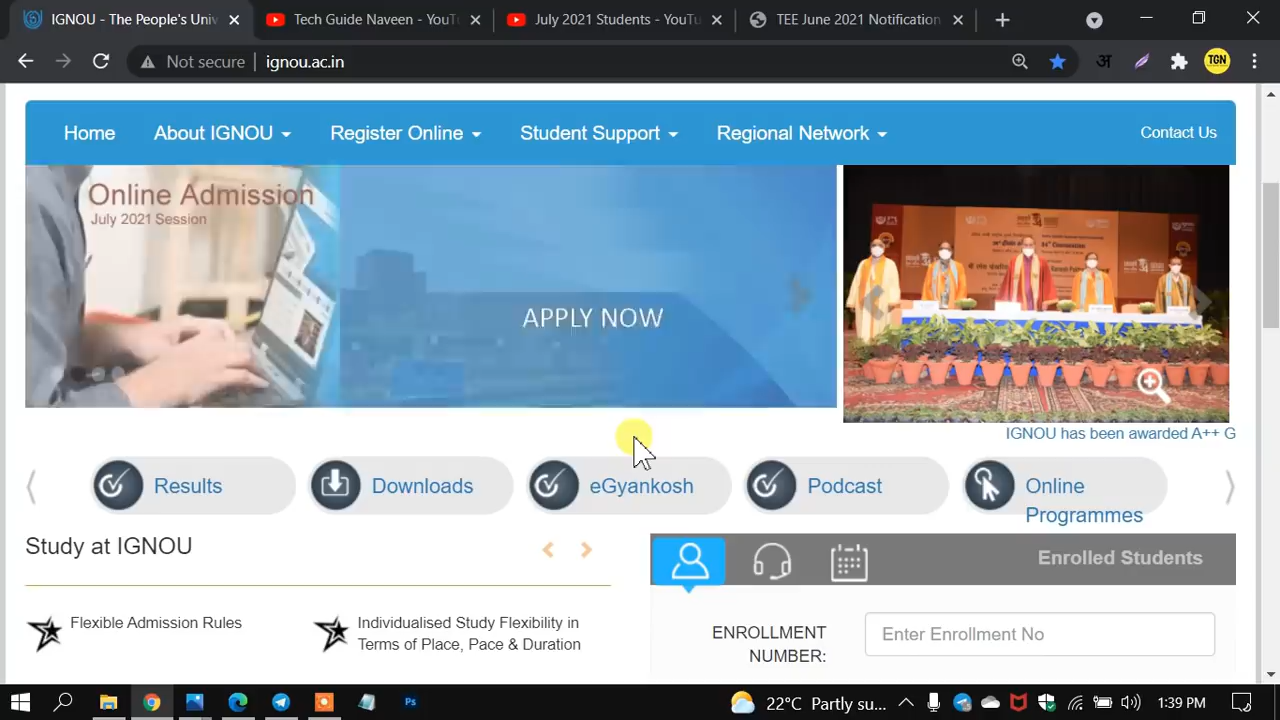 IGNOU - The People's Univ
Tech Guide Naveen - YouTu
July 2021 Students - YouTu
TEE June 2021 Notification
Not secure
ignou.ac.in
अ
TGN
Home
About IGNOU
Register Online
Student Support
Regional Network
Contact Us
Online Admission
July 2021 Session
APPLY NOW
IGNOU has been awarded A++ G
Results
Downloads
eGyankosh
Podcast
Online
Programmes
Study at IGNOU
Enrolled Students
Flexible Admission Rules
Individualised Study Flexibility in
Terms of Place, Pace & Duration
ENROLLMENT
NUMBER:
Enter Enrollment No
Ps
22°C Partly su...
1:39 PM